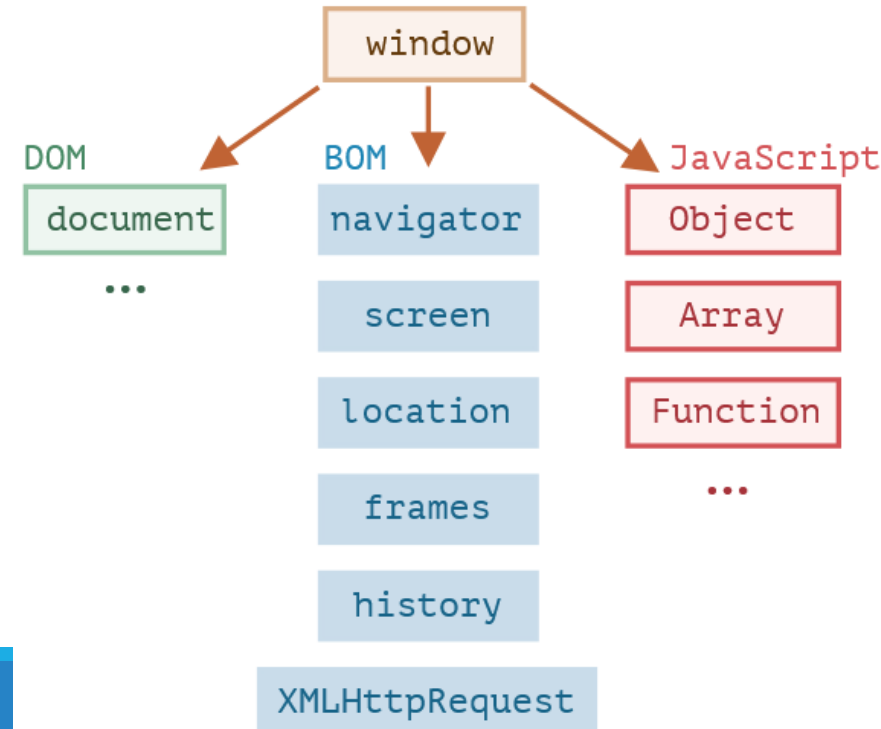 window
DOM
BOM
JavaScript
document
navigator
Object
...
screen
Array
location
Function
frames
...
history
XMLHttpRequest